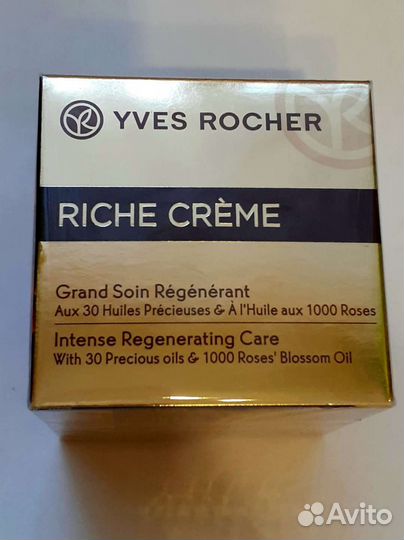 YVES ROCHER
RICHE CRÈME
Grand Soin Régénérant
Aux 30 Huiles Précieuses & À l'Huile aux 1000 Roses
Intense Regenerating Care
With 30 Precious oils & 1000 Roses' Blossom Oil
Avito